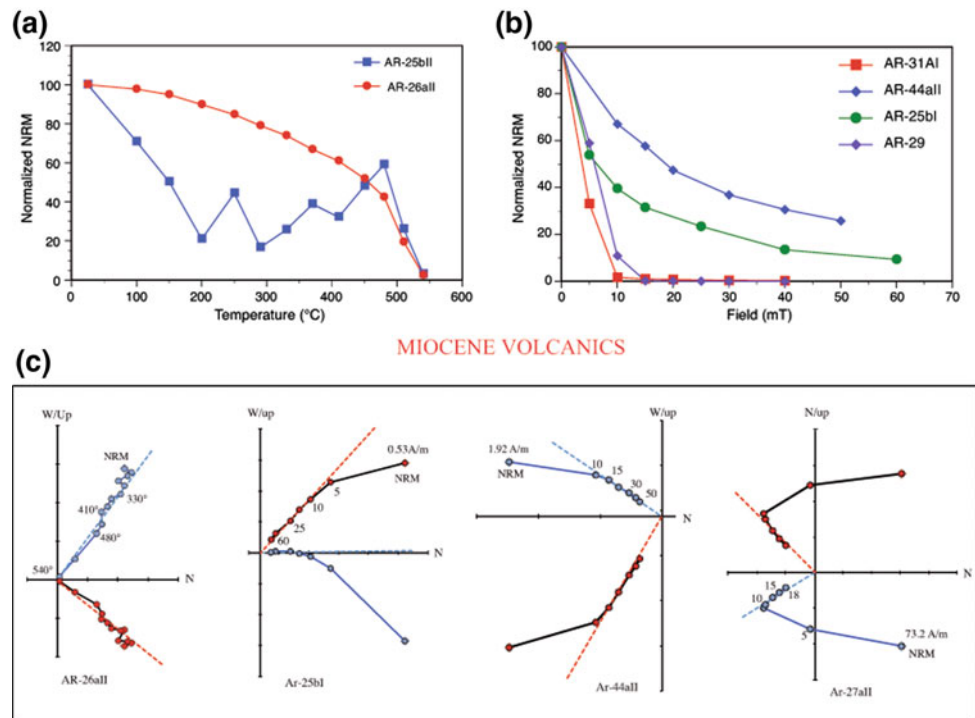 (a)
120
100
80
60
40
20
0
Normalized NRM
AR-25bII
AR-26aII
0 100 200 300 400 500 600
Temperature (°C)
(b)
100
80
60
40
20
0
Normalized NRM
AR-31AI
AR-44aII
AR-25bI
AR-29
0 10 20 30 40 50 60 70
Field (mT)
MIOCENE VOLCANICS
(c)
W/Up
NRM
330°
410°
480°
540°
N
AR-26aII
W/up
0.53A/m
NRM
5
10
25
60
N
Ar-25bI
W/up
1.92 A/m
NRM
10
15
30
50
N
Ar-44aII
N/up
15
10
18
5
73.2 A/m
NRM
N
Ar-27aII